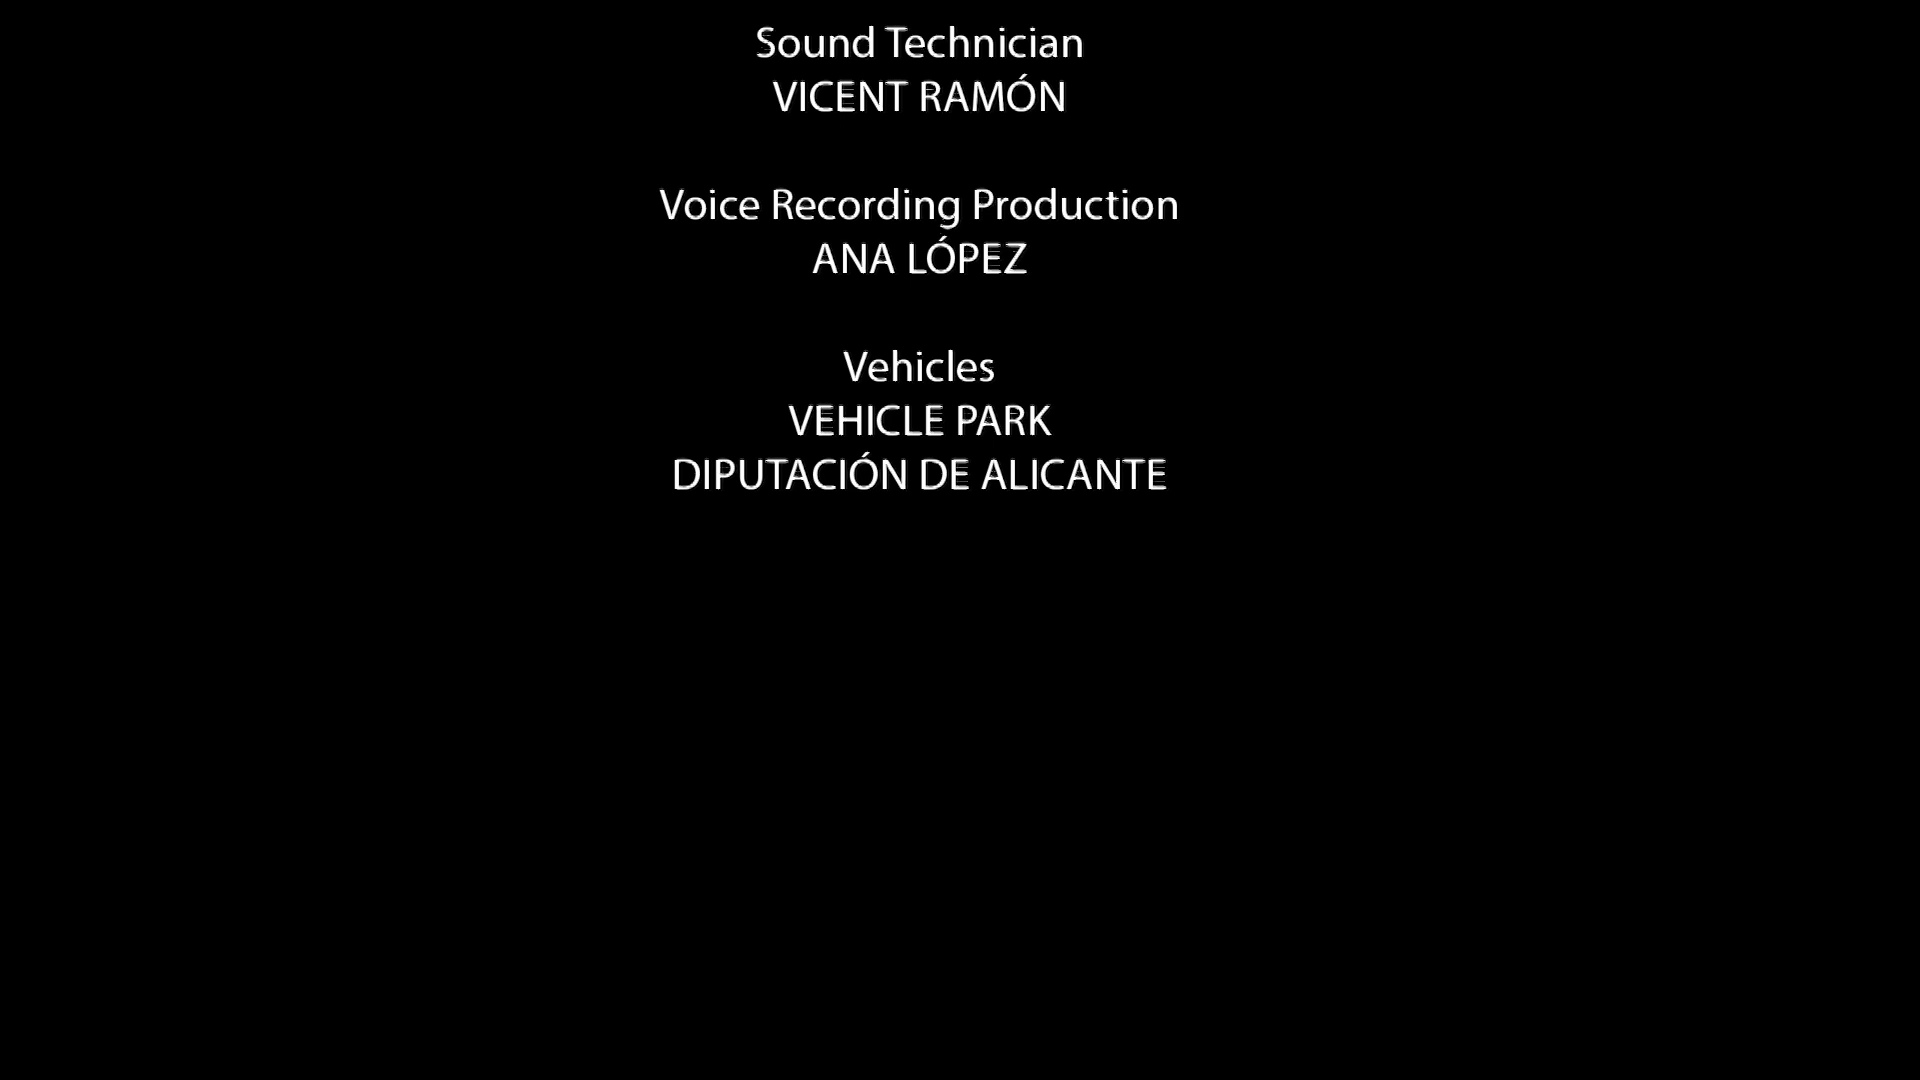 Sound Technician
VICENT RAMÓN
Voice Recording Production
ANA LÓPEZ
Vehicles
VEHICLE PARK
DIPUTACIÓN DE ALICANTE